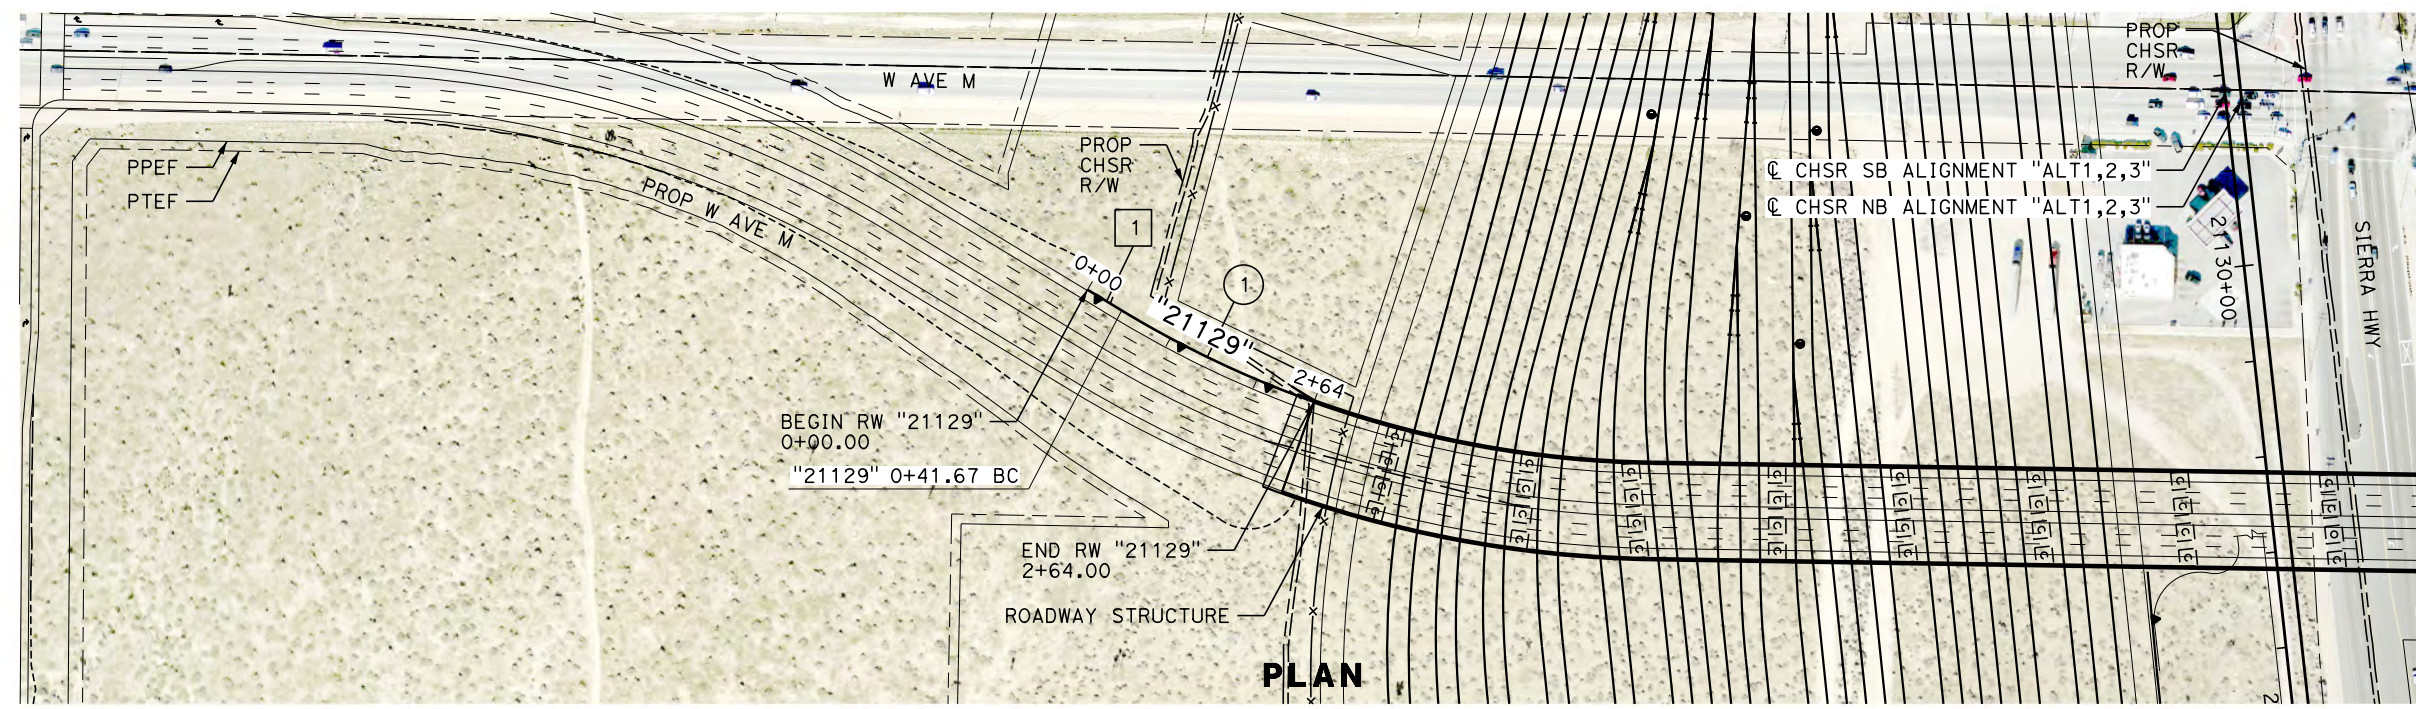 PROP
CHSR
R/W
W AVE M
PROP
CHSR
R/W
PPEF
PTEF
PROP W AVE M
1
℄ CHSR SB ALIGNMENT "ALT1,2,3"
℄ CHSR NB ALIGNMENT "ALT1,2,3"
21130+00
SIERRA HWY
0+00
1
"21129"
2+64
BEGIN RW "21129"
0+00.00
"21129" 0+41.67 BC
END RW "21129"
2+64.00
ROADWAY STRUCTURE
PLAN